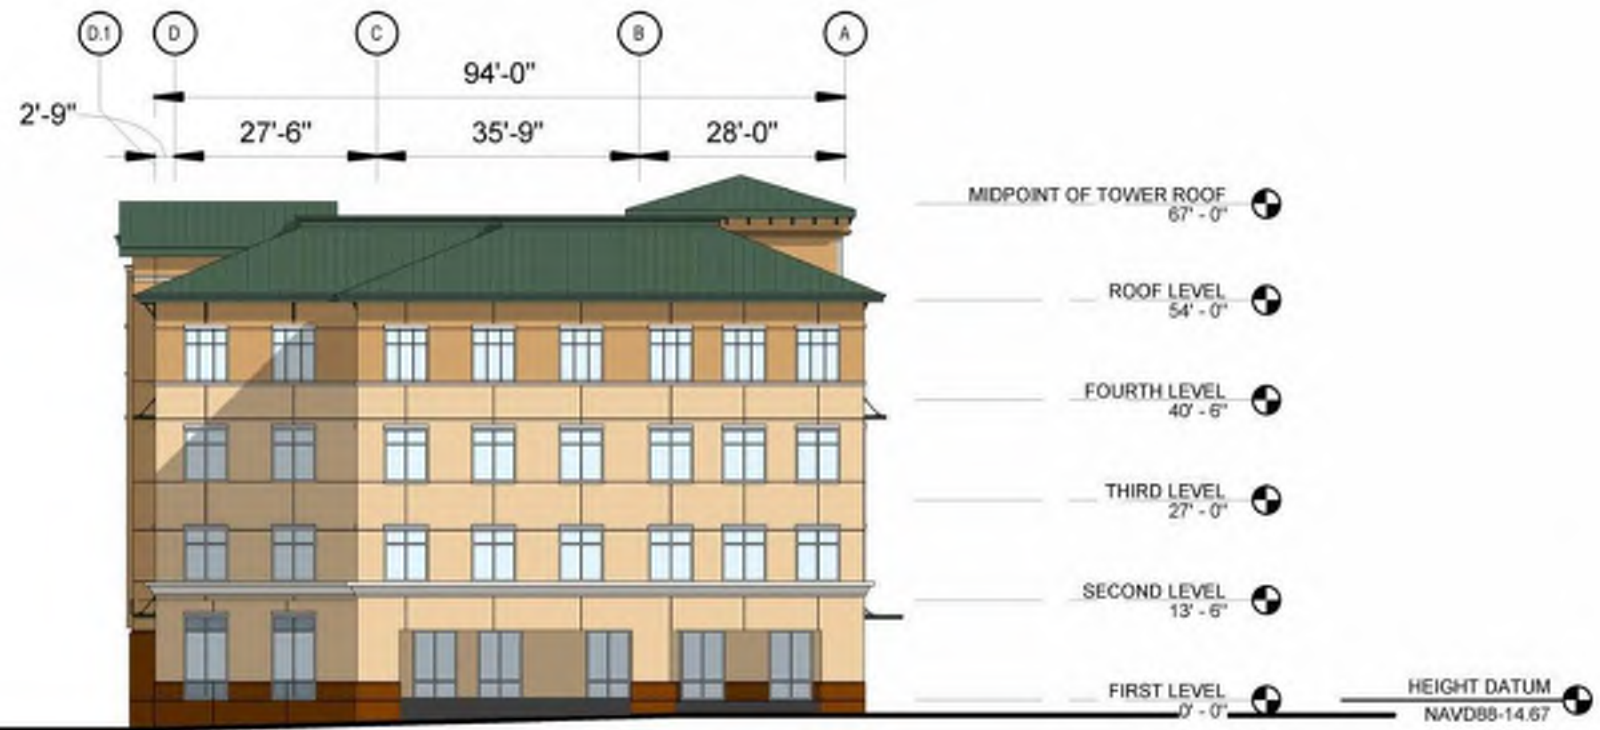 D.1 D C B A
94'-0"
2'-9"
27'-6" 35'-9" 28'-0"
MIDPOINT OF TOWER ROOF
67' - 0"
ROOF LEVEL
54' - 0"
FOURTH LEVEL
40' - 6"
THIRD LEVEL
27' - 0"
SECOND LEVEL
13' - 6"
FIRST LEVEL
0' - 0"
HEIGHT DATUM
NAVD88-14.67